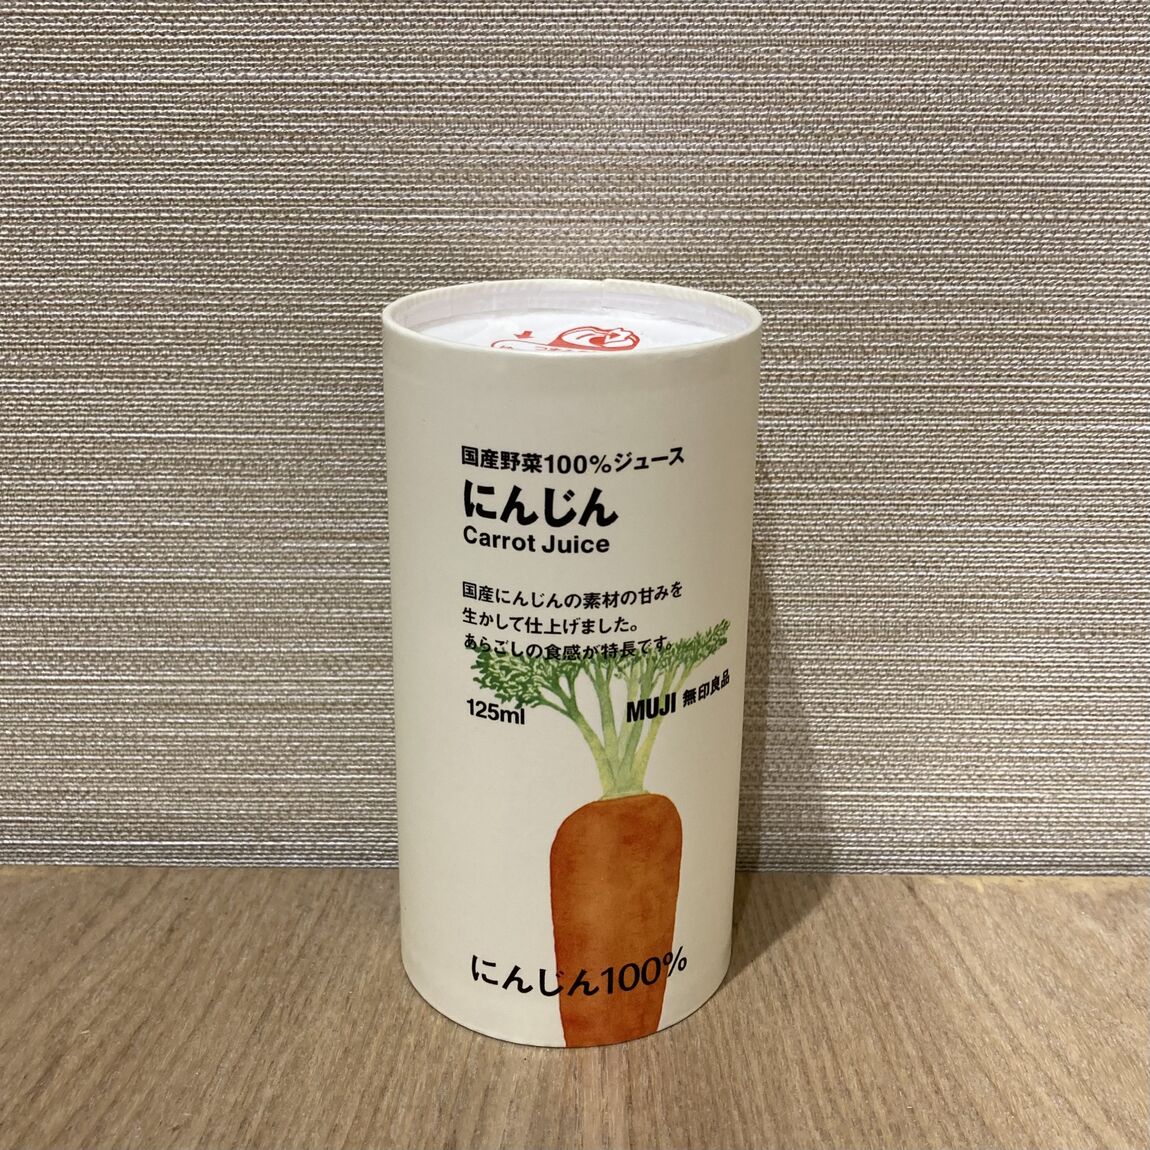 国産野菜100%ジュース
にんじん
Carrot Juice
国産にんじんの素材の甘みを
生かして仕上げました。
あらごしの食感が特長です。
125ml
MUJI 無印良品
にんじん100%